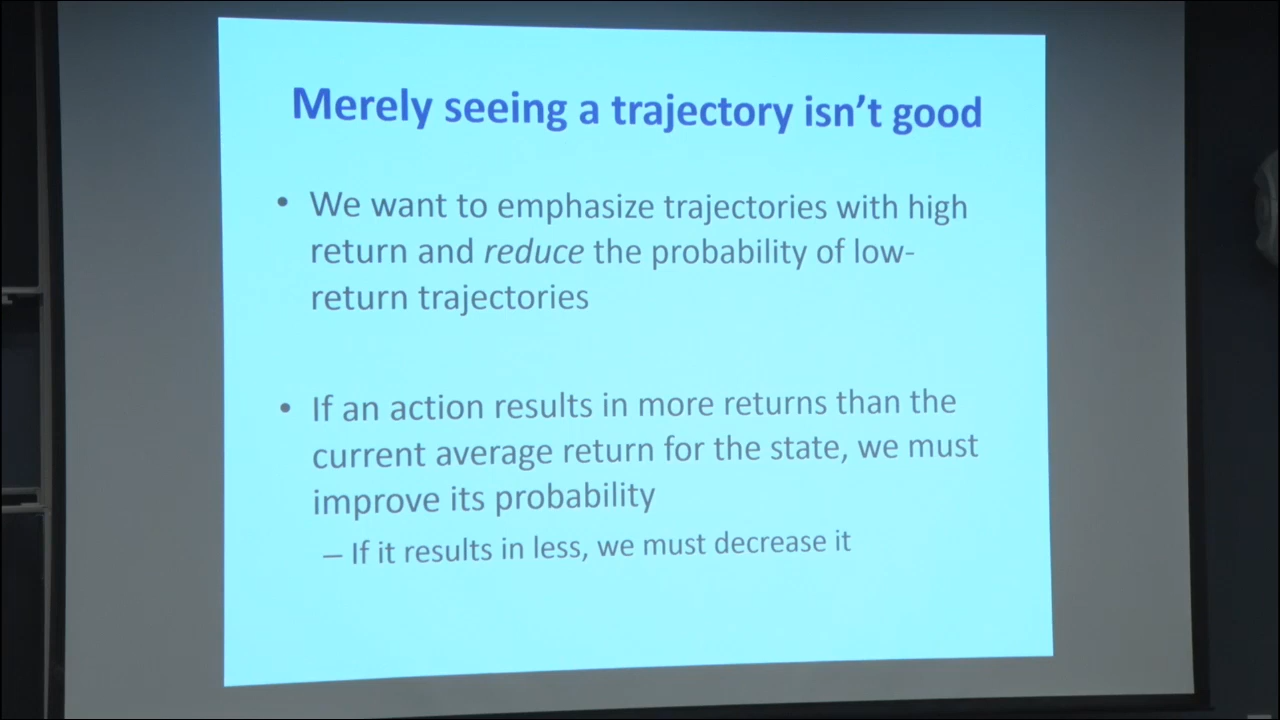 Merely seeing a trajectory isn't good
• We want to emphasize trajectories with high
return and reduce the probability of low-
return trajectories
• If an action results in more returns than the
current average return for the state, we must
improve its probability
– If it results in less, we must decrease it